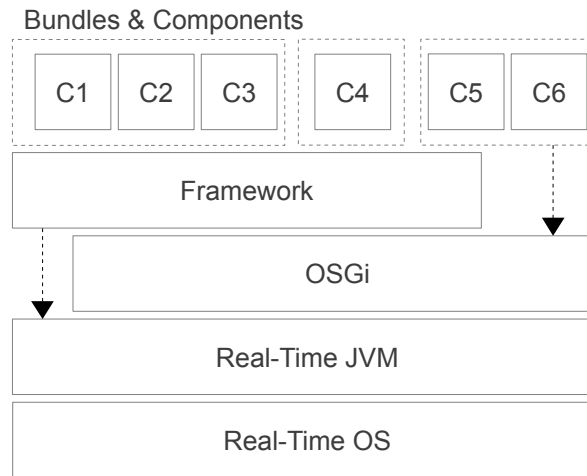 Bundles & Components
C1 C2 C3 C4 C5 C6
Framework
OSGi
Real-Time JVM
Real-Time OS